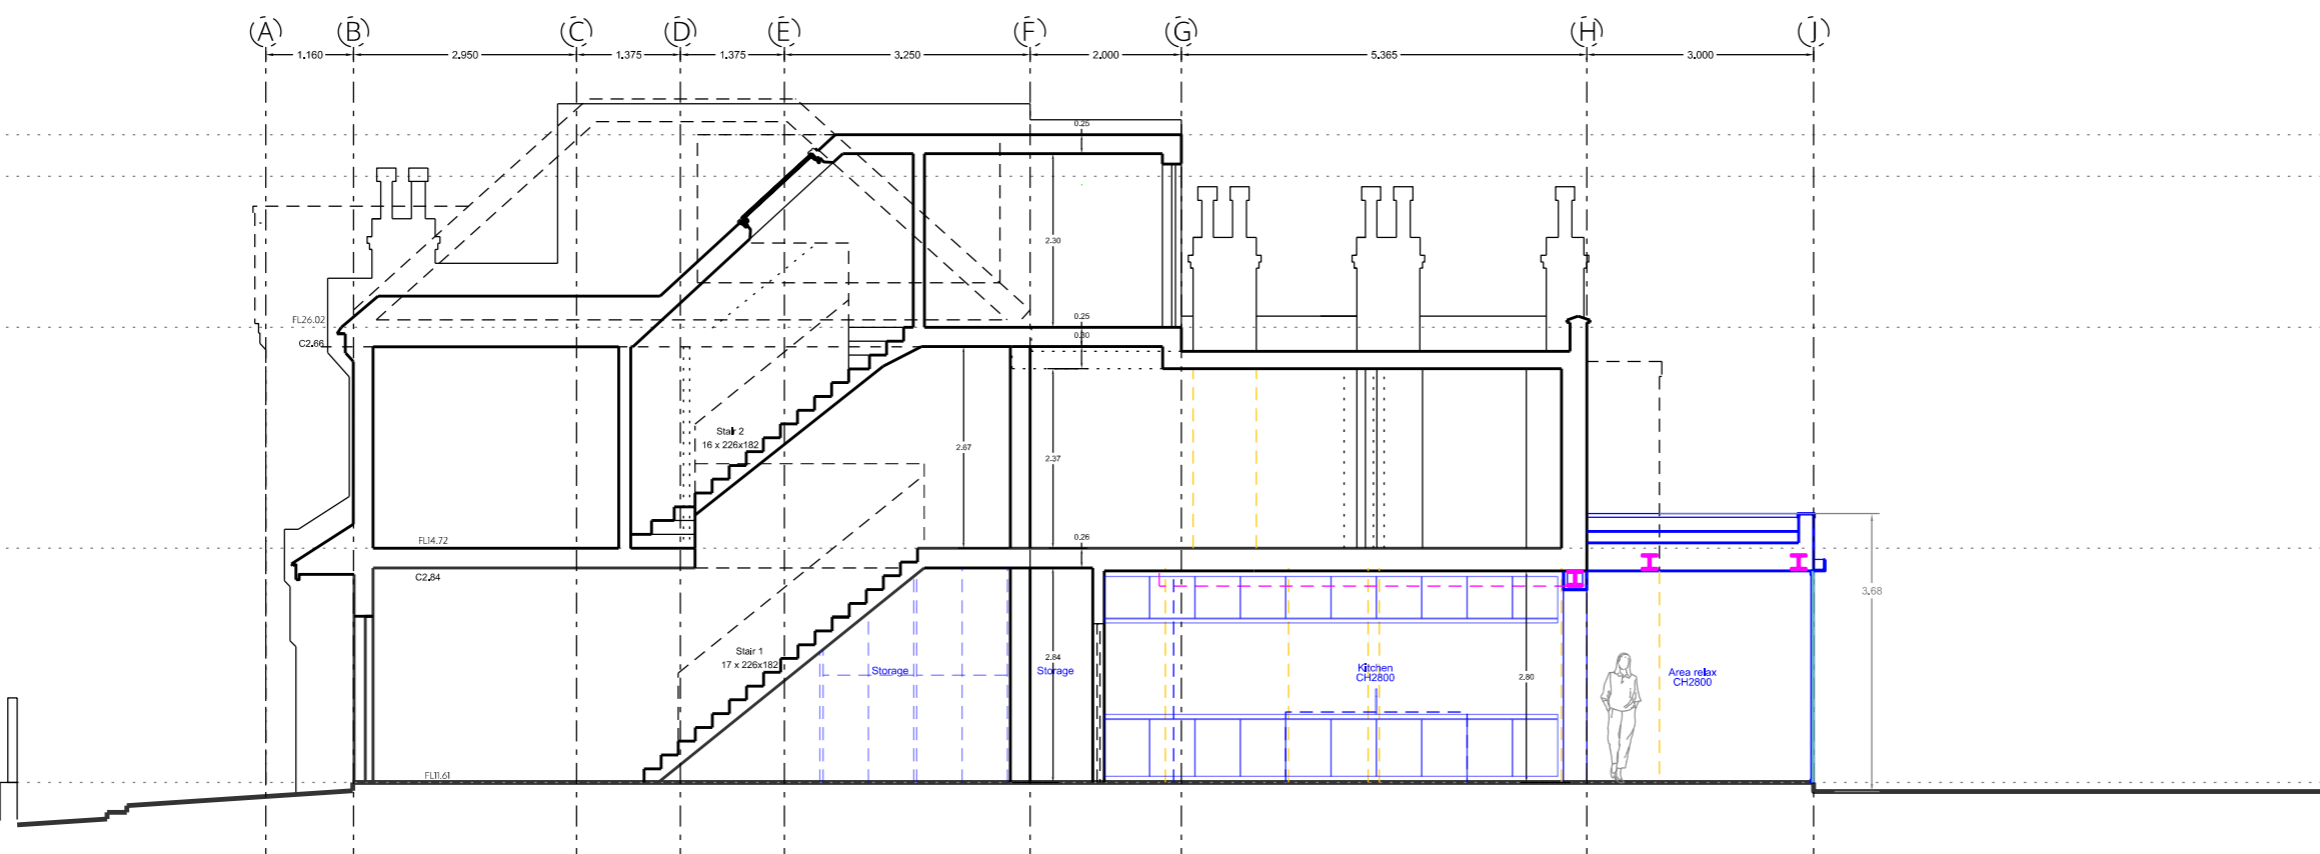 A B C D E F G H J
1.160 2.950 1.375 1.375 3.250 2.000 5.365 3.000
0.25
2.30
FL26.02
0.25
C2.66
0.30
Stair 2
16 x 226x182
2.67
2.37
FL14.72
0.26
C2.84
3.68
Stair 1
17 x 226x182
2.84
Storage
Storage
Kitchen
CH2800
2.80
Area relax
CH2800
FL11.61